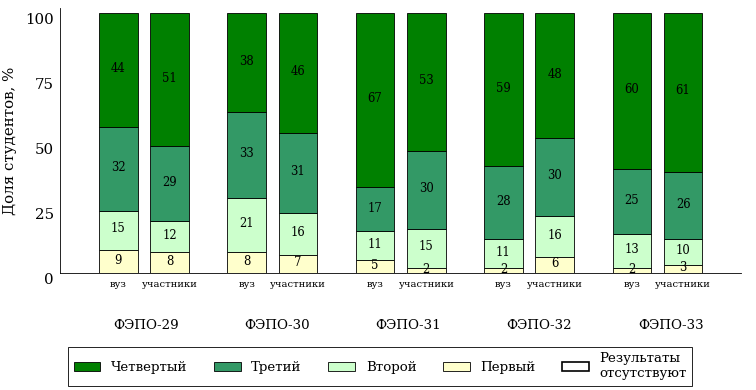 Доля студентов, %
100
75
50
25
0
44 51 38 46 67 53 59 48 60 61
32 29 33 31 17 30 28 30 25 26
15 12 21 16 11 15 11 16 13 10
9 8 8 7 5 2 2 6 2 3
вуз участники вуз участники вуз участники вуз участники вуз участники
ФЭПО-29 ФЭПО-30 ФЭПО-31 ФЭПО-32 ФЭПО-33
Четвертый Третий Второй Первый Результаты
отсутствуют